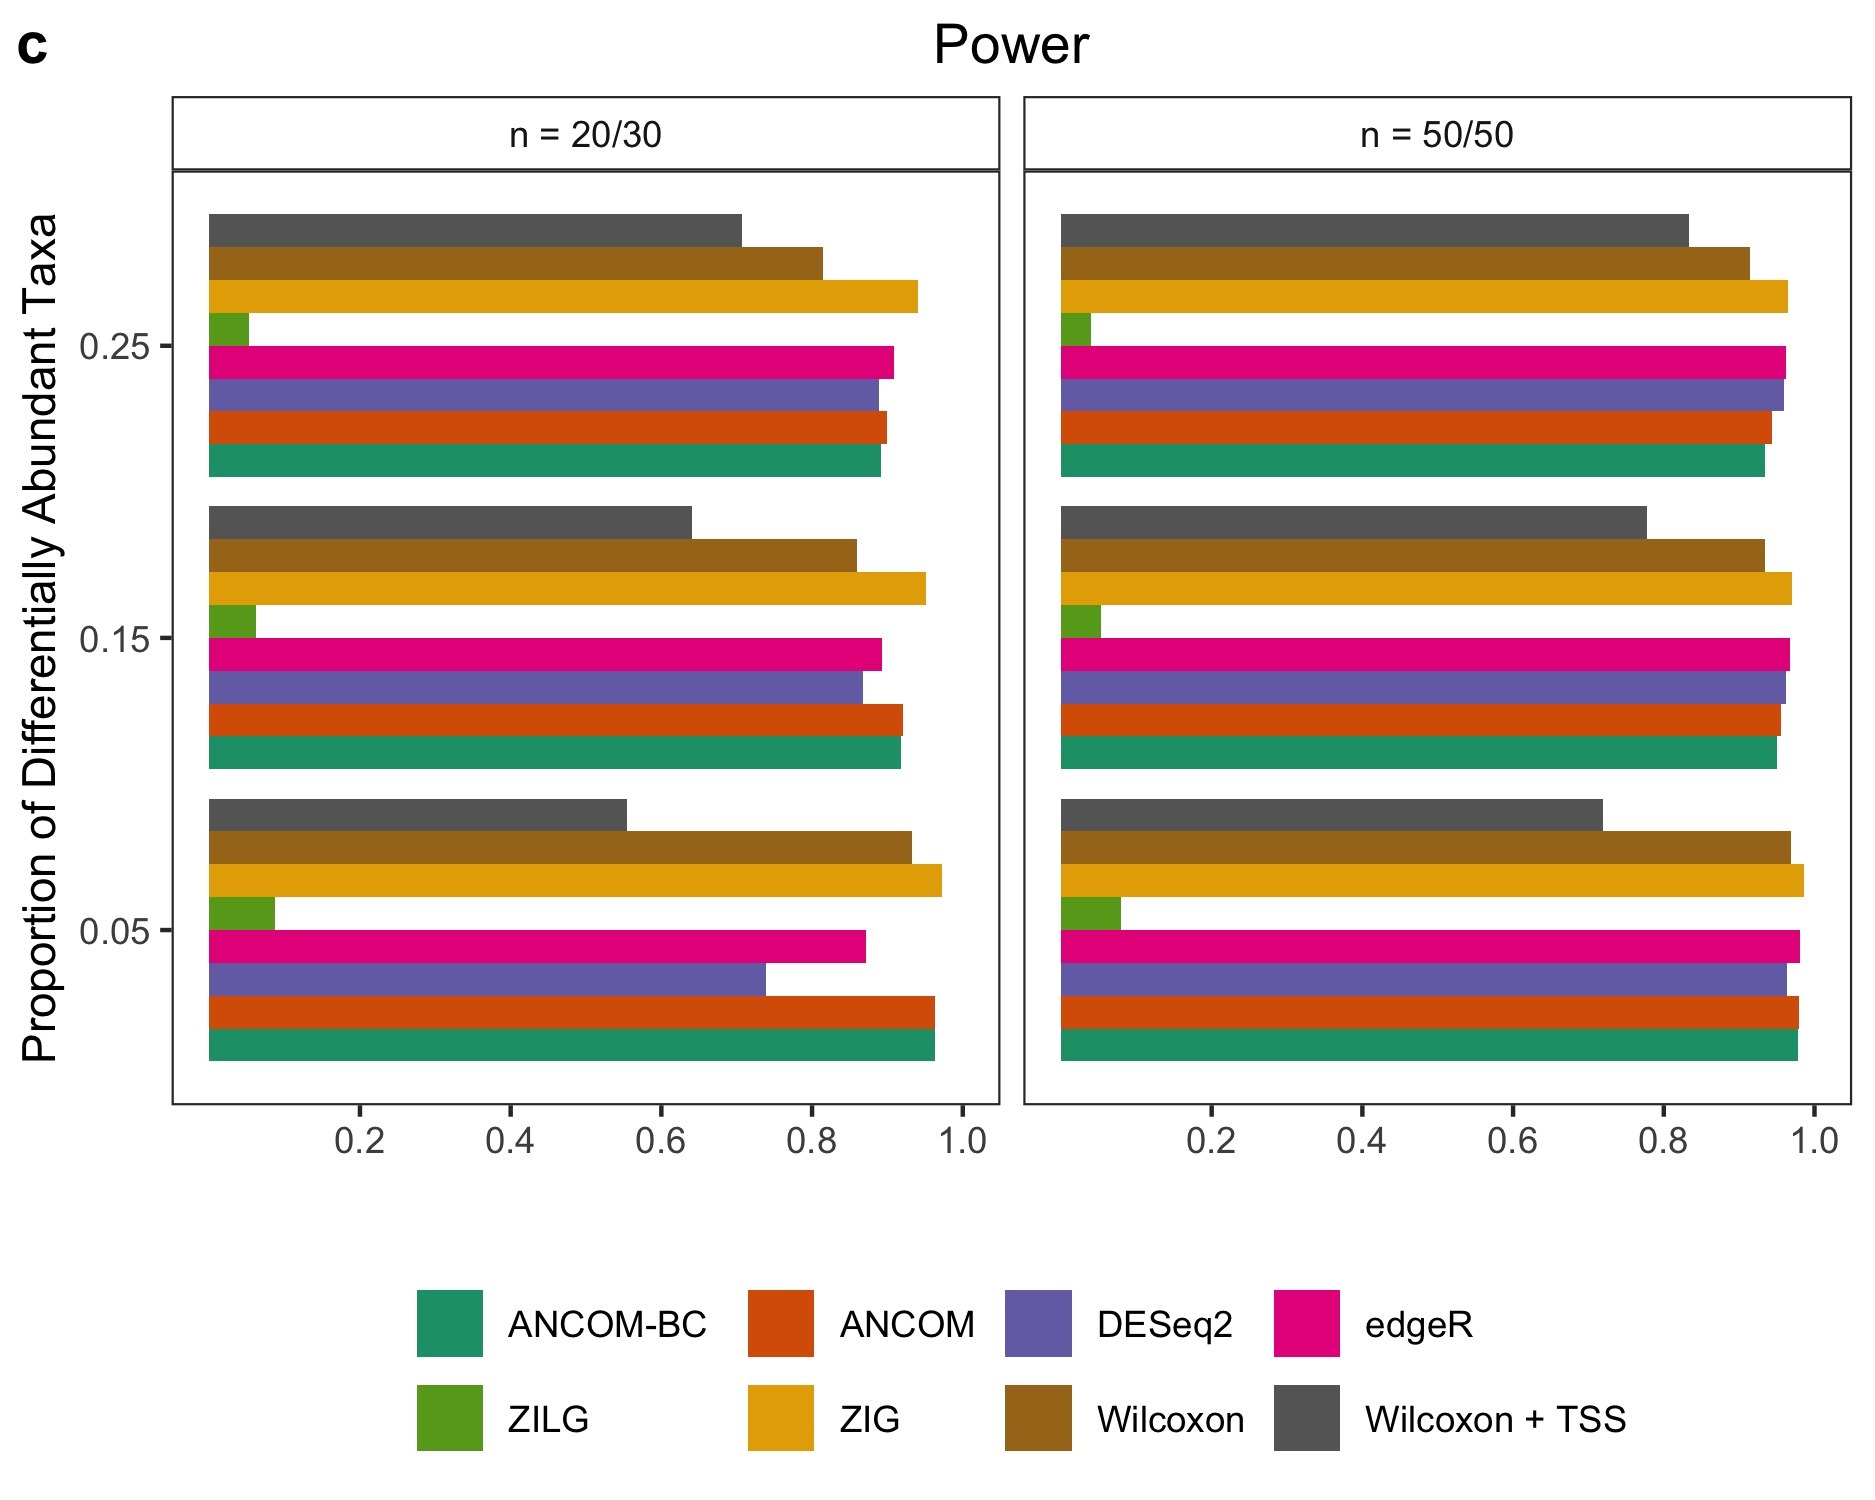 c
Power
n = 20/30
n = 50/50
Proportion of Differentially Abundant Taxa
0.25
0.15
0.05
0.2 0.4 0.6 0.8 1.0
0.2 0.4 0.6 0.8 1.0
ANCOM-BC ANCOM DESeq2 edgeR
ZILG ZIG Wilcoxon Wilcoxon + TSS